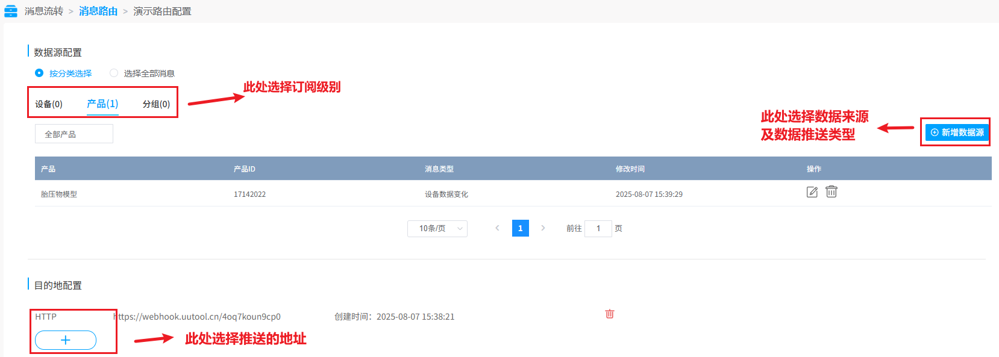 消息流转 > 消息路由 > 演示路由配置
数据源配置
按分类选择 选择全部消息
此处选择订阅级别
设备(0) 产品(1) 分组(0)
此处选择数据来源
及数据推送类型
全部产品
新增数据源
产品 产品ID 消息类型 修改时间 操作
胎压物模型 17142022 设备数据变化 2025-08-07 15:39:29
10条/页 < 1 > 前往 1 页
目的地配置
HTTP https://webhook.uutool.cn/4oq7koun9cp0 创建时间：2025-08-07 15:38:21
+
此处选择推送的地址